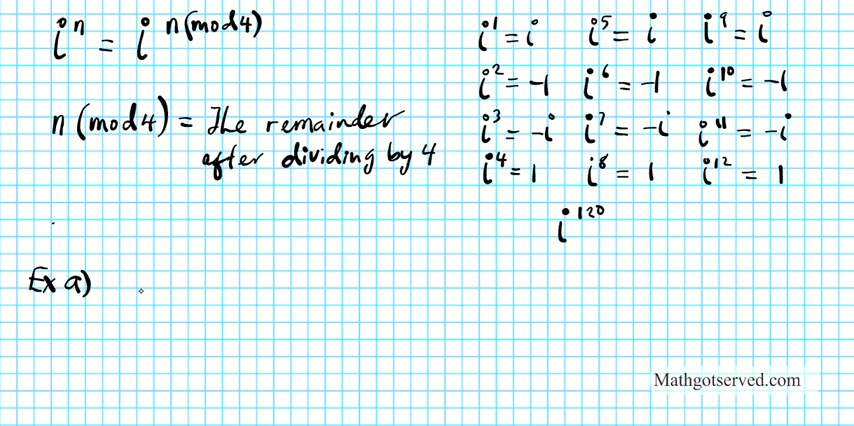 i^n = i^n(mod4)
n (mod4) = The remainder
after dividing by 4
i^1 = i i^5 = i i^9 = i
i^2 = -1 i^6 = -1 i^10 = -1
i^3 = -i i^7 = -i i^11 = -i
i^4 = 1 i^8 = 1 i^12 = 1
i^120
Ex a)
Mathgotserved.com